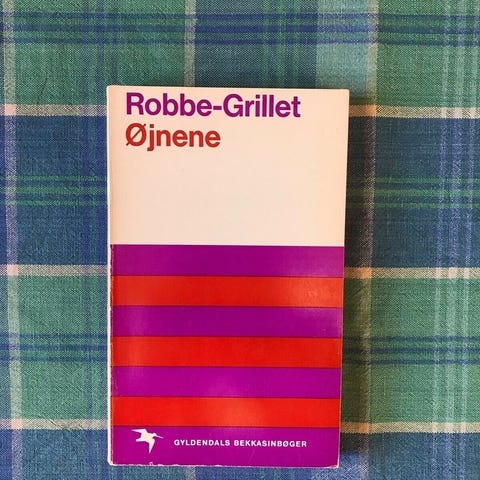 Robbe-Grillet
Øjnene
GYLDENDALS BEKKASINBØGER